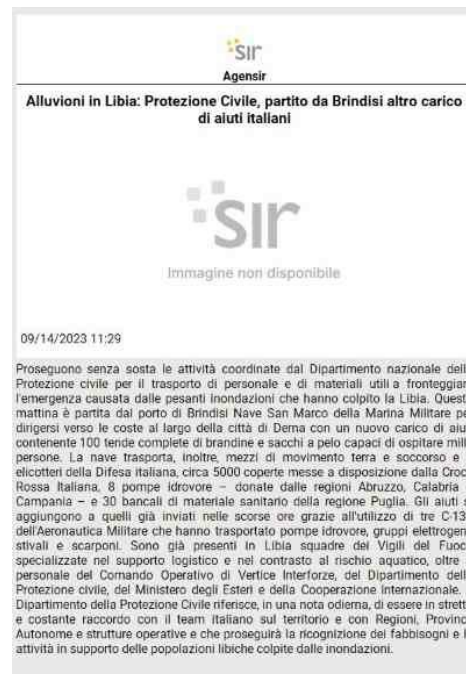 SIr
Agensir
Alluvioni in Libia: Protezione Civile, partito da Brindisi altro carico
di aiuti italiani
SIr
Immagine non disponibile
09/14/2023 11:29
Proseguono senza sosta le attività coordinate dal Dipartimento nazionale dell
Protezione civile per il trasporto di personale e di materiali utili a fronteggiar
l'emergenza causata dalle pesanti inondazioni che hanno colpito la Libia. Quest
mattina è partita dal porto di Brindisi Nave San Marco della Marina Militare pe
dirigersi verso le coste al largo della città di Derna con un nuovo carico di aiu
contenente 100 tende complete di brandine e sacchi a pelo capaci di ospitare mill
persone. La nave trasporta, inoltre, mezzi di movimento terra e soccorso e
elicotteri della Difesa italiana, circa 5000 coperte messe a disposizione dalla Croc
Rossa Italiana, 8 pompe idrovore – donate dalle regioni Abruzzo, Calabria
Campania – e 30 bancali di materiale sanitario della regione Puglia. Gli aiuti s
aggiungono a quelli già inviati nelle scorse ore grazie all'utilizzo di tre C-13
dell'Aeronautica Militare che hanno trasportato pompe idrovore, gruppi elettrogen
stivali e scarponi. Sono già presenti in Libia squadre dei Vigili del Fuoc
specializzate nel supporto logistico e nel contrasto al rischio aquatico, oltre
personale del Comando Operativo di Vertice Interforze, del Dipartimento dell
Protezione civile, del Ministero degli Esteri e della Cooperazione Internazionale.
Dipartimento della Protezione Civile riferisce, in una nota odierna, di essere in strett
e costante raccordo con il team italiano sul territorio e con Regioni, Provinc
Autonome e strutture operative e che proseguirà la ricognizione dei fabbisogni e l
attività in supporto delle popolazioni libiche colpite dalle inondazioni.